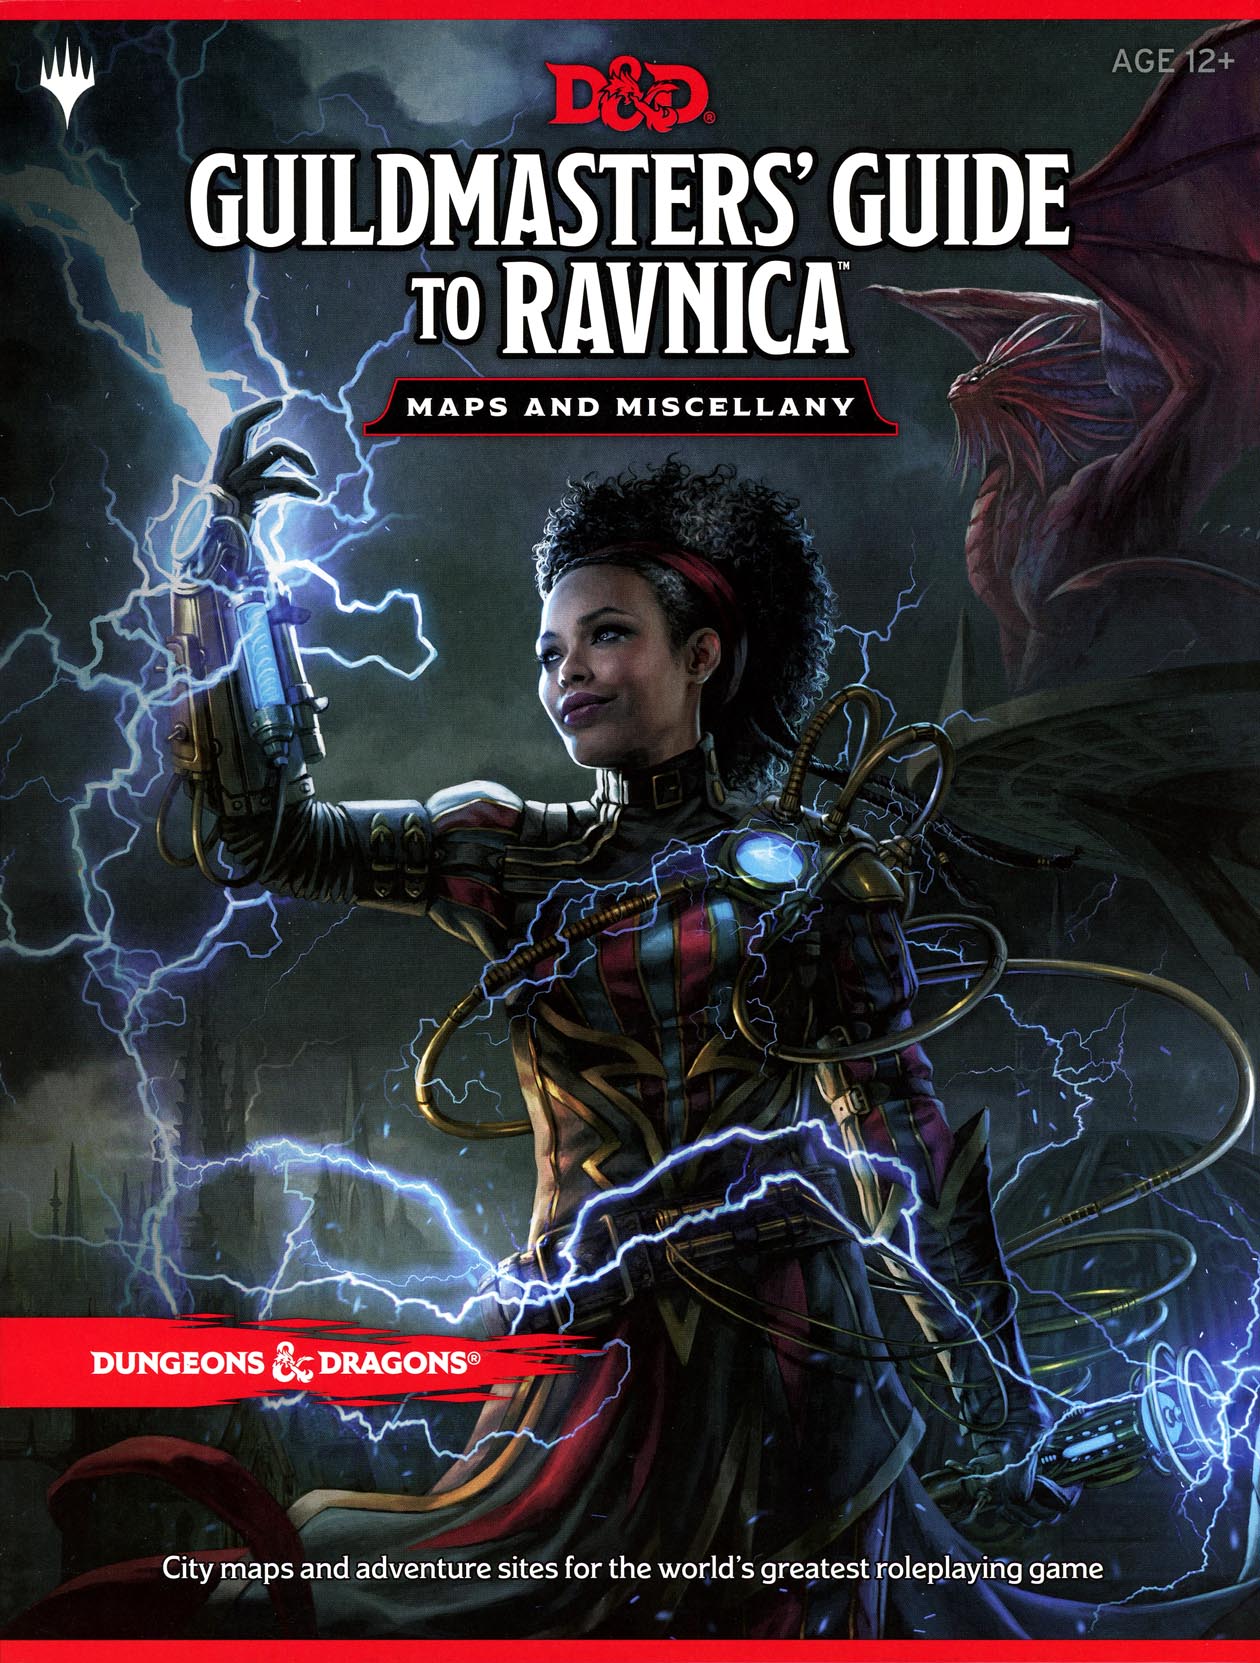 AGE 12+
D&D®
GUILDMASTERS' GUIDE
TO RAVNICA™
MAPS AND MISCELLANY
DUNGEONS & DRAGONS®
City maps and adventure sites for the world's greatest roleplaying game